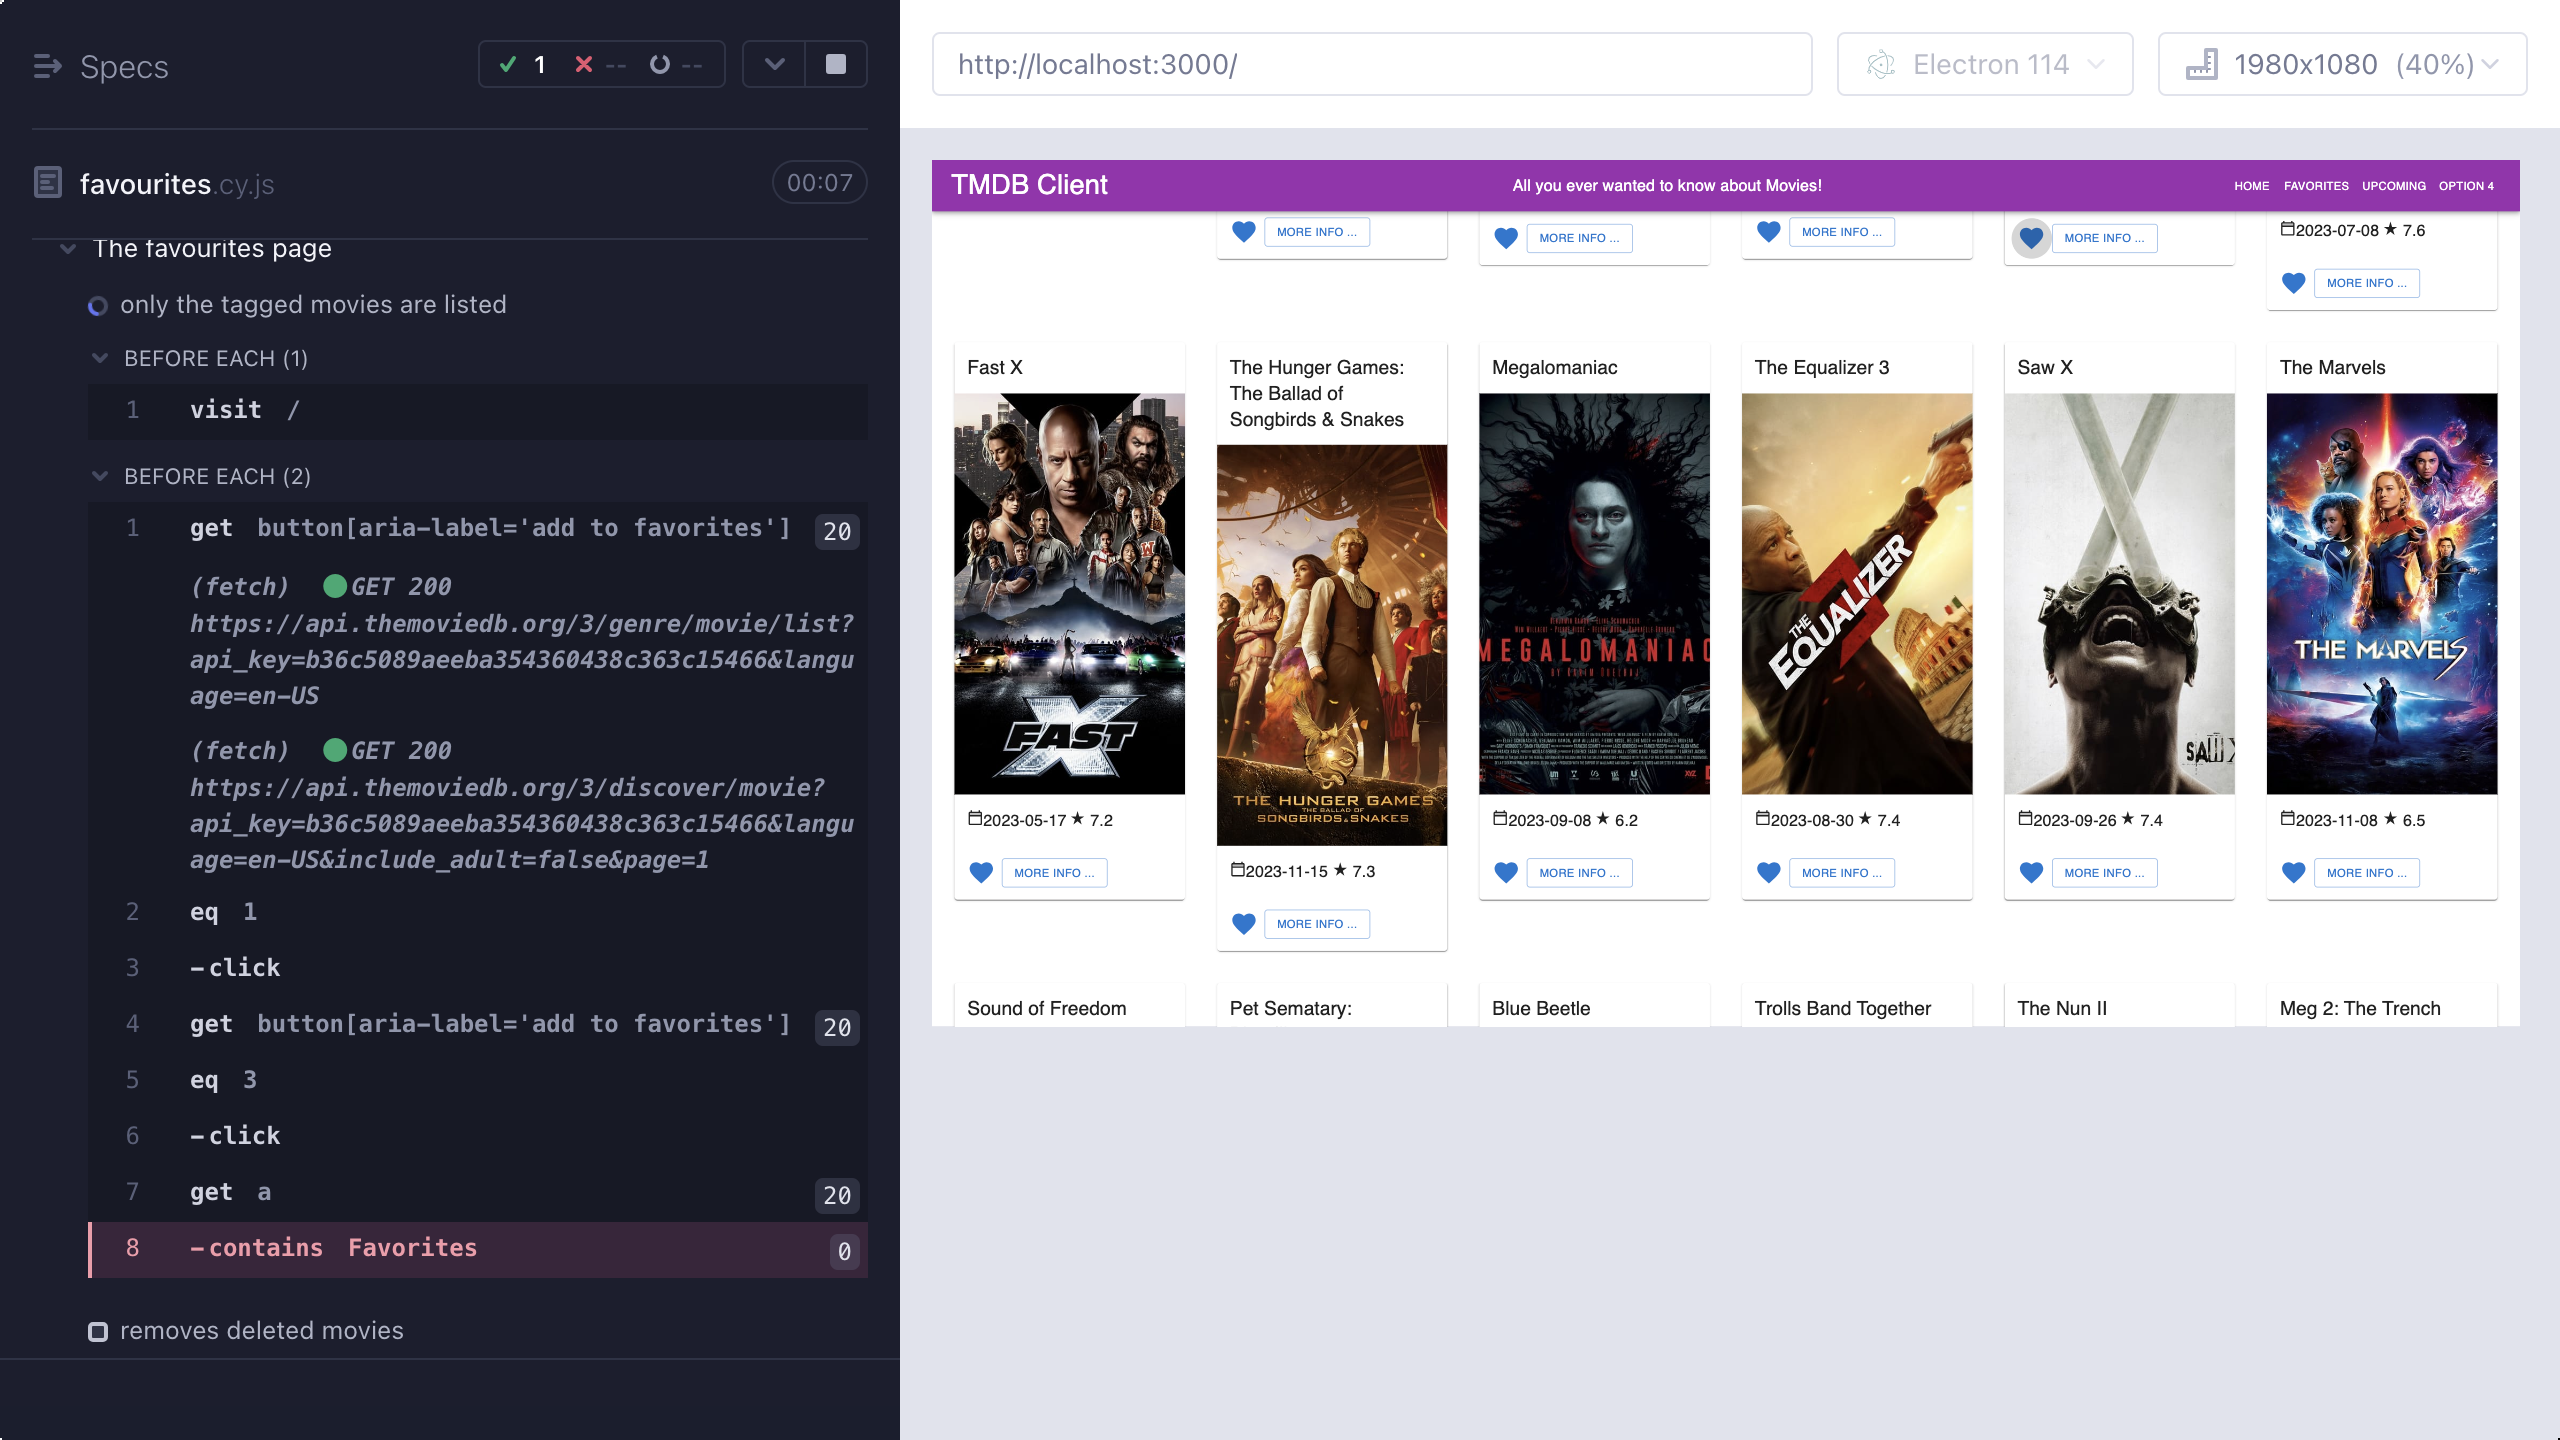 Specs
1
--
--
favourites.cy.js
00:07
The favourites page
only the tagged movies are listed
BEFORE EACH (1)
1 visit /
BEFORE EACH (2)
1 get button[aria-label='add to favorites'] 20
(fetch) GET 200
https://api.themoviedb.org/3/genre/movie/list?
api_key=b36c5089aeeba354360438c363c15466&langu
age=en-US
(fetch) GET 200
https://api.themoviedb.org/3/discover/movie?
api_key=b36c5089aeeba354360438c363c15466&langu
age=en-US&include_adult=false&page=1
2 eq 1
3 -click
4 get button[aria-label='add to favorites'] 20
5 eq 3
6 -click
7 get a 20
8 -contains Favorites 0
removes deleted movies
http://localhost:3000/
Electron 114
1980x1080 (40%)
TMDB Client
All you ever wanted to know about Movies!
HOME FAVORITES UPCOMING OPTION 4
MORE INFO ...
MORE INFO ...
MORE INFO ...
MORE INFO ...
2023-07-08 ★ 7.6
MORE INFO ...
Fast X
FAST X
2023-05-17 ★ 7.2
MORE INFO ...
The Hunger Games:
The Ballad of
Songbirds & Snakes
THE HUNGER GAMES
THE BALLAD OF
SONGBIRDS & SNAKES
2023-11-15 ★ 7.3
MORE INFO ...
Megalomaniac
MEGALOMANIAC
2023-09-08 ★ 6.2
MORE INFO ...
The Equalizer 3
THE
EQUALIZER
3
2023-08-30 ★ 7.4
MORE INFO ...
Saw X
SAW X
2023-09-26 ★ 7.4
MORE INFO ...
The Marvels
THE MARVELS
2023-11-08 ★ 6.5
MORE INFO ...
Sound of Freedom
Pet Sematary:
Blue Beetle
Trolls Band Together
The Nun II
Meg 2: The Trench